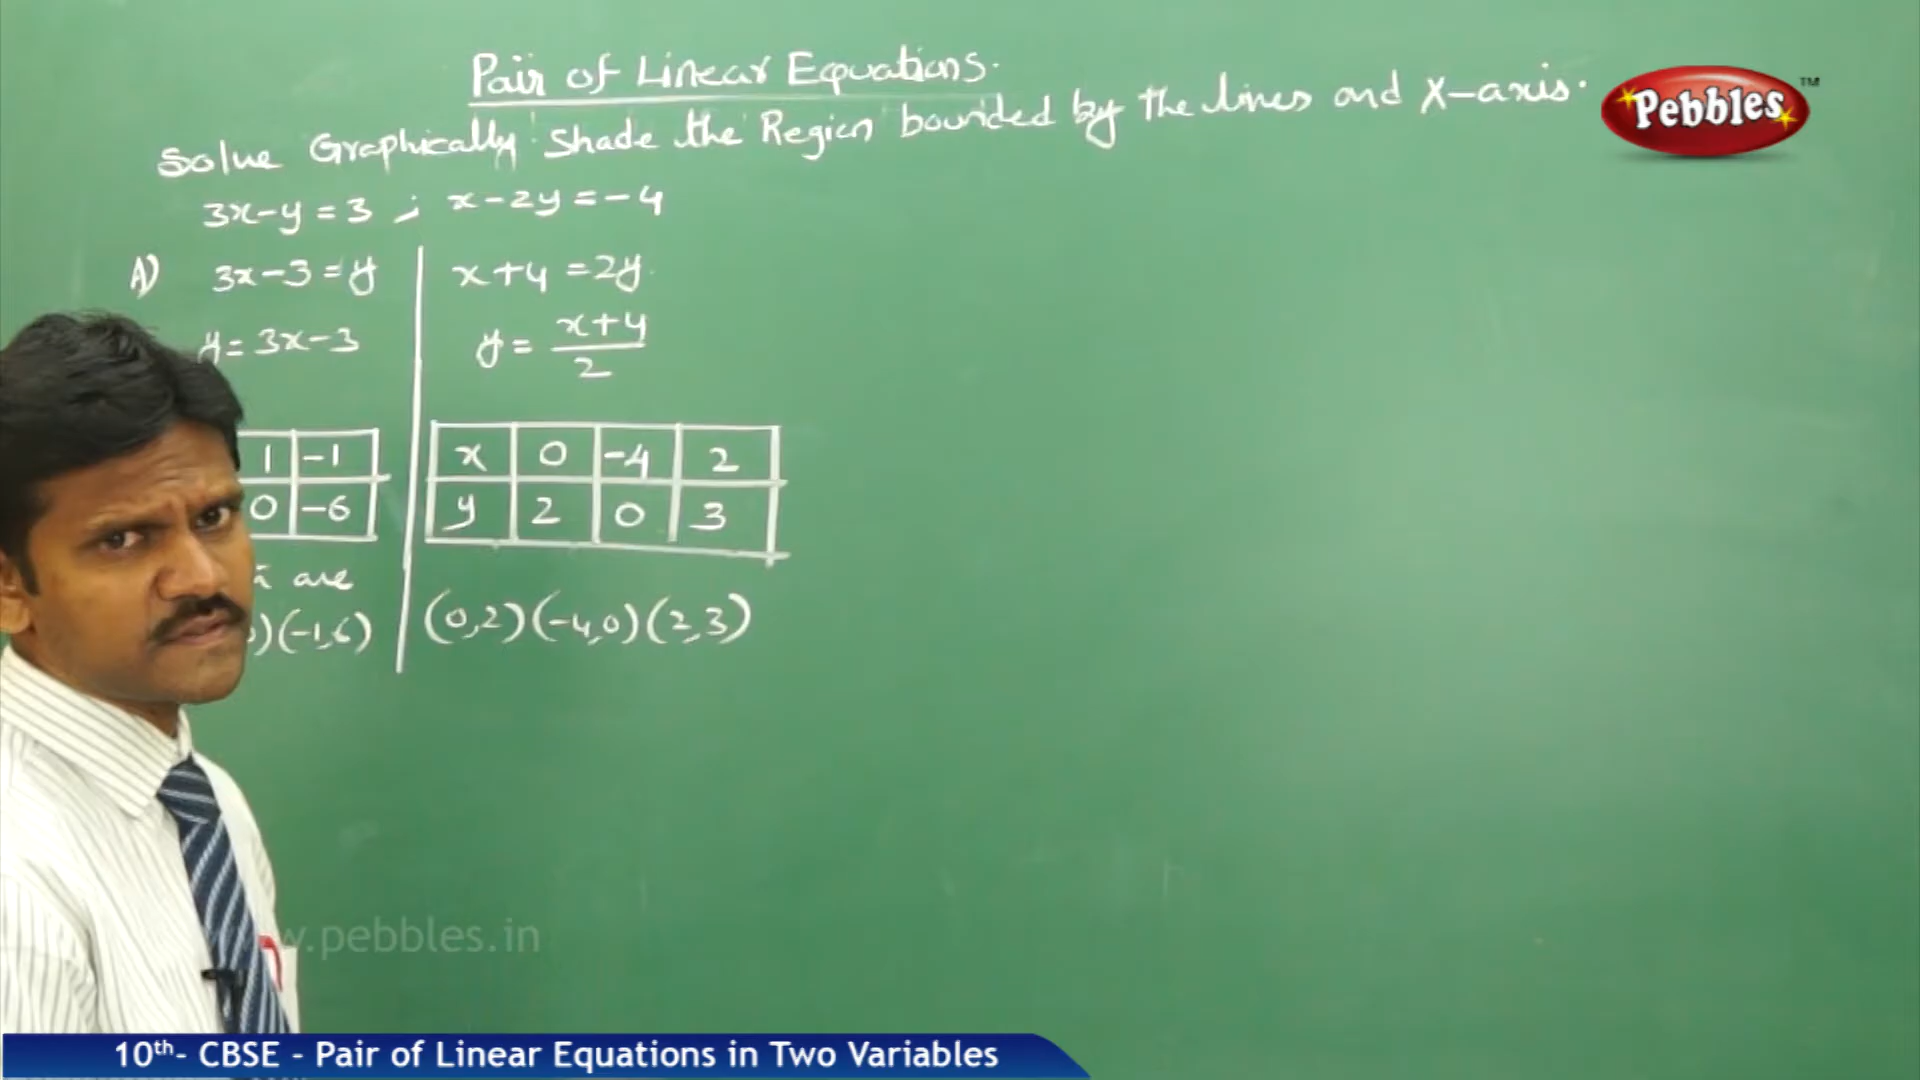 Pair of Linear Equations.
Solve Graphically. Shade the Region bounded by the lines and X-axis.
Pebbles™
3x-y=3 ; x-2y=-4
A) 3x-3=y x+4=2y.
y=3x-3 y= x+4/2
1 -1
0 -6
x 0 -4 2
y 2 0 3
are
)(-1,6) (0,2)(-4,0)(2,3)
w.pebbles.in
10th- CBSE - Pair of Linear Equations in Two Variables